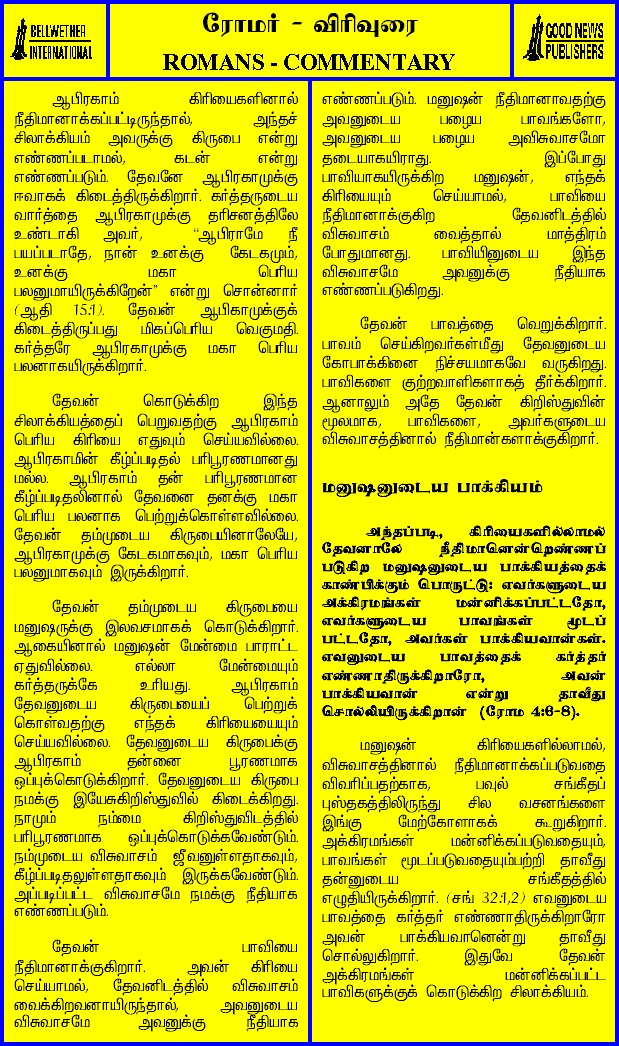 BELLWETHER
INTERNATIONAL
ரோமர் - விரிவுரை
ROMANS - COMMENTARY
GOOD NEWS
PUBLISHERS
ஆபிரகாம் கிரியைகளினால்
நீதிமானாக்கப்பட்டிருந்தால், அந்தச்
சிலாக்கியம் அவருக்கு கிருபை என்று
எண்ணப்படாமல், கடன் என்று
எண்ணப்படும். தேவனே ஆபிரகாமுக்கு
ஈவாகக் கிடைத்திருக்கிறார். கர்த்தருடைய
வார்த்தை ஆபிரகாமுக்கு தரிசனத்திலே
உண்டாகி அவர், “ஆபிராமே நீ
பயப்படாதே, நான் உனக்கு கேடகமும்,
உனக்கு மகா பெரிய
பலனுமாயிருக்கிறேன்” என்று சொன்னார்
(ஆதி 15:1). தேவன் ஆபிகாமுக்குக்
கிடைத்திருப்பது மிகப்பெரிய வெகுமதி.
கர்த்தரே ஆபிரகாமுக்கு மகா பெரிய
பலனாகயிருக்கிறார்.
தேவன் கொடுக்கிற இந்த
சிலாக்கியத்தைப் பெறுவதற்கு ஆபிரகாம்
பெரிய கிரியை எதுவும் செய்யவில்லை.
ஆபிரகாமின் கீழ்ப்படிதல் பரிபூரணமானது
மல்ல. ஆபிரகாம் தன் பரிபூரணமான
கீழ்ப்படிதலினால் தேவனை தனக்கு மகா
பெரிய பலனாக பெற்றுக்கொள்ளவில்லை.
தேவன் தம்முடைய கிருபையினாலேயே,
ஆபிரகாமுக்கு கேடகமாகவும், மகா பெரிய
பலனுமாகவும் இருக்கிறார்.
தேவன் தம்முடைய கிருபையை
மனுஷருக்கு இலவசமாகக் கொடுக்கிறார்.
ஆகையினால் மனுஷன் மேன்மை பாராட்ட
ஏதுவில்லை. எல்லா மேன்மையும்
கர்த்தருக்கே உரியது. ஆபிரகாம்
தேவனுடைய கிருபையைப் பெற்றுக்
கொள்வதற்கு எந்தக் கிரியையையும்
செய்யவில்லை. தேவனுடைய கிருபைக்கு
ஆபிரகாம் தன்னை பூரணமாக
ஒப்புக்கொடுக்கிறார். தேவனுடைய கிருபை
நமக்கு இயேசுகிறிஸ்துவில் கிடைக்கிறது.
நாமும் நம்மை கிறிஸ்துவிடத்தில்
பரிபூரணமாக ஒப்புக்கொடுக்கவேண்டும்.
நம்முடைய விசுவாசம் ஜீவனுள்ளதாகவும்,
கீழ்ப்படிதலுள்ளதாகவும் இருக்கவேண்டும்.
அப்படிப்பட்ட விசுவாசமே நமக்கு நீதியாக
எண்ணப்படும்.
தேவன் பாவியை
நீதிமானாக்குகிறார். அவன் கிரியை
செய்யாமல், தேவனிடத்தில் விசுவாசம்
வைக்கிறவனாயிருந்தால், அவனுடைய
விசுவாசமே அவனுக்கு நீதியாக
எண்ணப்படும். மனுஷன் நீதிமானாவதற்கு
அவனுடைய பழைய பாவங்களோ,
அவனுடைய பழைய அவிசுவாசமோ
தடையாகயிராது. இப்போது
பாவியாகயிருக்கிற மனுஷன், எந்தக்
கிரியையும் செய்யாமல், பாவியை
நீதிமானாக்குகிற தேவனிடத்தில்
விசுவாசம் வைத்தால் மாத்திரம்
போதுமானது. பாவியினுடைய இந்த
விசுவாசமே அவனுக்கு நீதியாக
எண்ணப்படுகிறது.
தேவன் பாவத்தை வெறுக்கிறார்.
பாவம் செய்கிறவர்கள்மீது தேவனுடைய
கோபாக்கினை நிச்சயமாகவே வருகிறது.
பாவிகளை குற்றவாளிகளாகத் தீர்க்கிறார்.
ஆனாலும் அதே தேவன் கிறிஸ்துவின்
மூலமாக, பாவிகளை, அவர்களுடைய
விசுவாசத்தினால் நீதிமான்களாக்குகிறார்.
மனுஷனுடைய பாக்கியம்
அந்தப்படி, கிரியைகளில்லாமல்
தேவனாலே நீதிமானென்றெண்ணப்
படுகிற மனுஷனுடைய பாக்கியத்தைக்
காண்பிக்கும் பொருட்டு: எவர்களுடைய
அக்கிரமங்கள் மன்னிக்கப்பட்டதோ,
எவர்களுடைய பாவங்கள் மூடப்
பட்டதோ, அவர்கள் பாக்கியவான்கள்.
எவனுடைய பாவத்தைக் கர்த்தர்
எண்ணாதிருக்கிறாரோ, அவன்
பாக்கியவான் என்று தாவீது
சொல்லியிருக்கிறான் (ரோம 4:6-8).
மனுஷன் கிரியைகளில்லாமல்,
விசுவாசத்தினால் நீதிமானாக்கப்படுவதை
விவரிப்பதற்காக, பவுல் சங்கீதப்
புஸ்தகத்திலிருந்து சில வசனங்களை
இங்கு மேற்கோளாகக் கூறுகிறார்.
அக்கிரமங்கள் மன்னிக்கப்படுவதையும்,
பாவங்கள் மூடப்படுவதையும்பற்றி தாவீது
தன்னுடைய சங்கீதத்தில்
எழுதியிருக்கிறார். (சங் 32:1,2) எவனுடைய
பாவத்தை கர்த்தர் எண்ணாதிருக்கிறாரோ
அவன் பாக்கியவானென்று தாவீது
சொல்லுகிறார். இதுவே தேவன்
அக்கிரமங்கள் மன்னிக்கப்பட்ட
பாவிகளுக்குக் கொடுக்கிற சிலாக்கியம்.